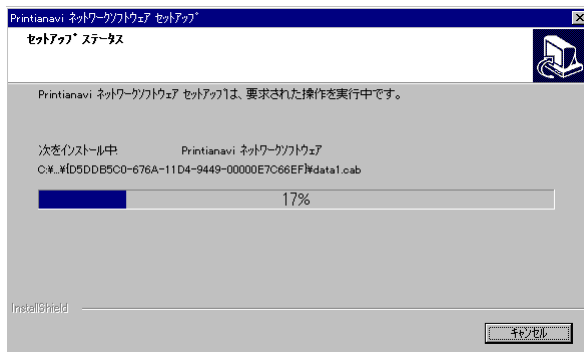 Printianavi ﾈｯﾄﾜｰｸｿﾌﾄｳｪｱ ｾｯﾄｱｯﾌﾟ
ｾｯﾄｱｯﾌﾟ ｽﾃｰﾀｽ
Printianavi ﾈｯﾄﾜｰｸｿﾌﾄｳｪｱ ｾｯﾄｱｯﾌﾟは、要求された操作を実行中です。
次をインストール中: Printianavi ﾈｯﾄﾜｰｸｿﾌﾄｳｪｱ
C:¥...¥{D5DDB5C0-676A-11D4-9449-00000E7C66EF}¥data1.cab
17%
InstallShield
ｷｬﾝｾﾙ